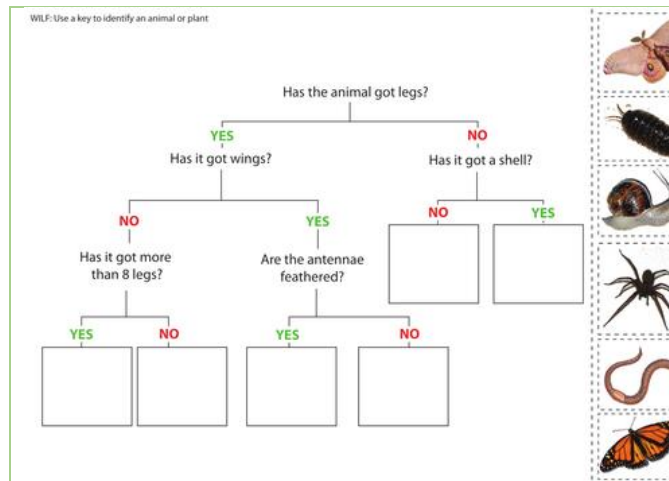 WILF: Use a key to identify an animal or plant
Has the animal got legs?
YES
NO
Has it got wings?
Has it got a shell?
NO
YES
NO
YES
Has it got more
than 8 legs?
Are the antennae
feathered?
YES
NO
YES
NO